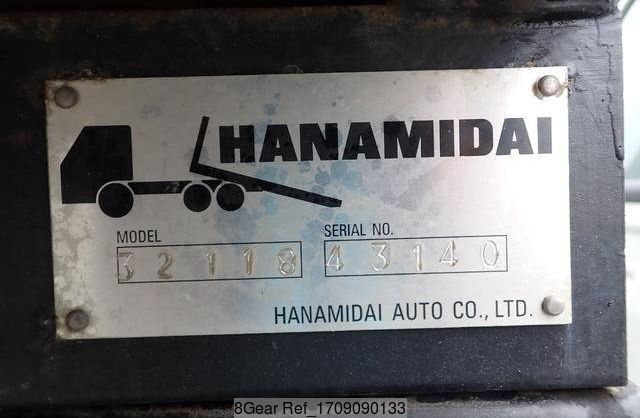 HANAMIDAI
MODEL
32118
SERIAL NO.
43140
HANAMIDAI AUTO CO., LTD.
8Gear Ref_1709090133